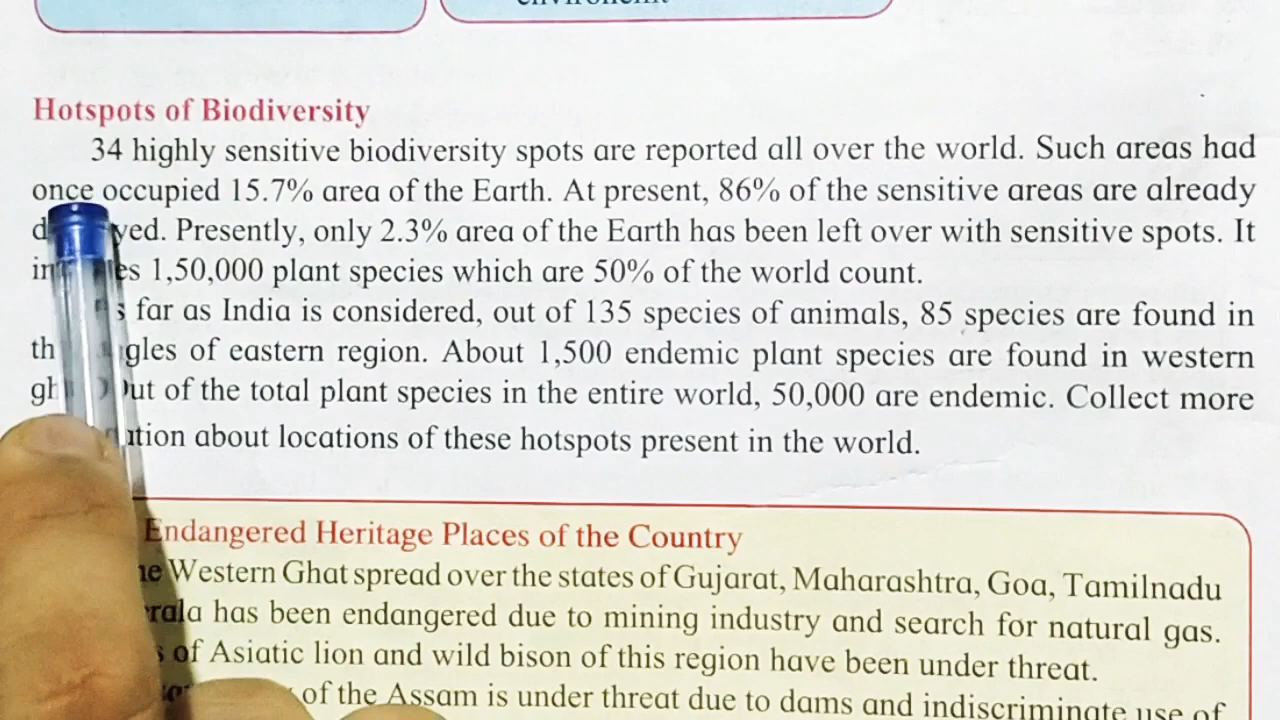 Hotspots of Biodiversity
34 highly sensitive biodiversity spots are reported all over the world. Such areas had
once occupied 15.7% area of the Earth. At present, 86% of the sensitive areas are already
Presently, only 2.3% area of the Earth has been left over with sensitive spots. It
1,50,000 plant species which are 50% of the world count.
far as India is considered, out of 135 species of animals, 85 species are found in
of eastern region. About 1,500 endemic plant species are found in western
of the total plant species in the entire world, 50,000 are endemic. Collect more
about locations of these hotspots present in the world.
Endangered Heritage Places of the Country
Western Ghat spread over the states of Gujarat, Maharashtra, Goa, Tamilnadu
has been endangered due to mining industry and search for natural gas.
of Asiatic lion and wild bison of this region have been under threat.
of the Assam is under threat due to dams and indiscriminate use of